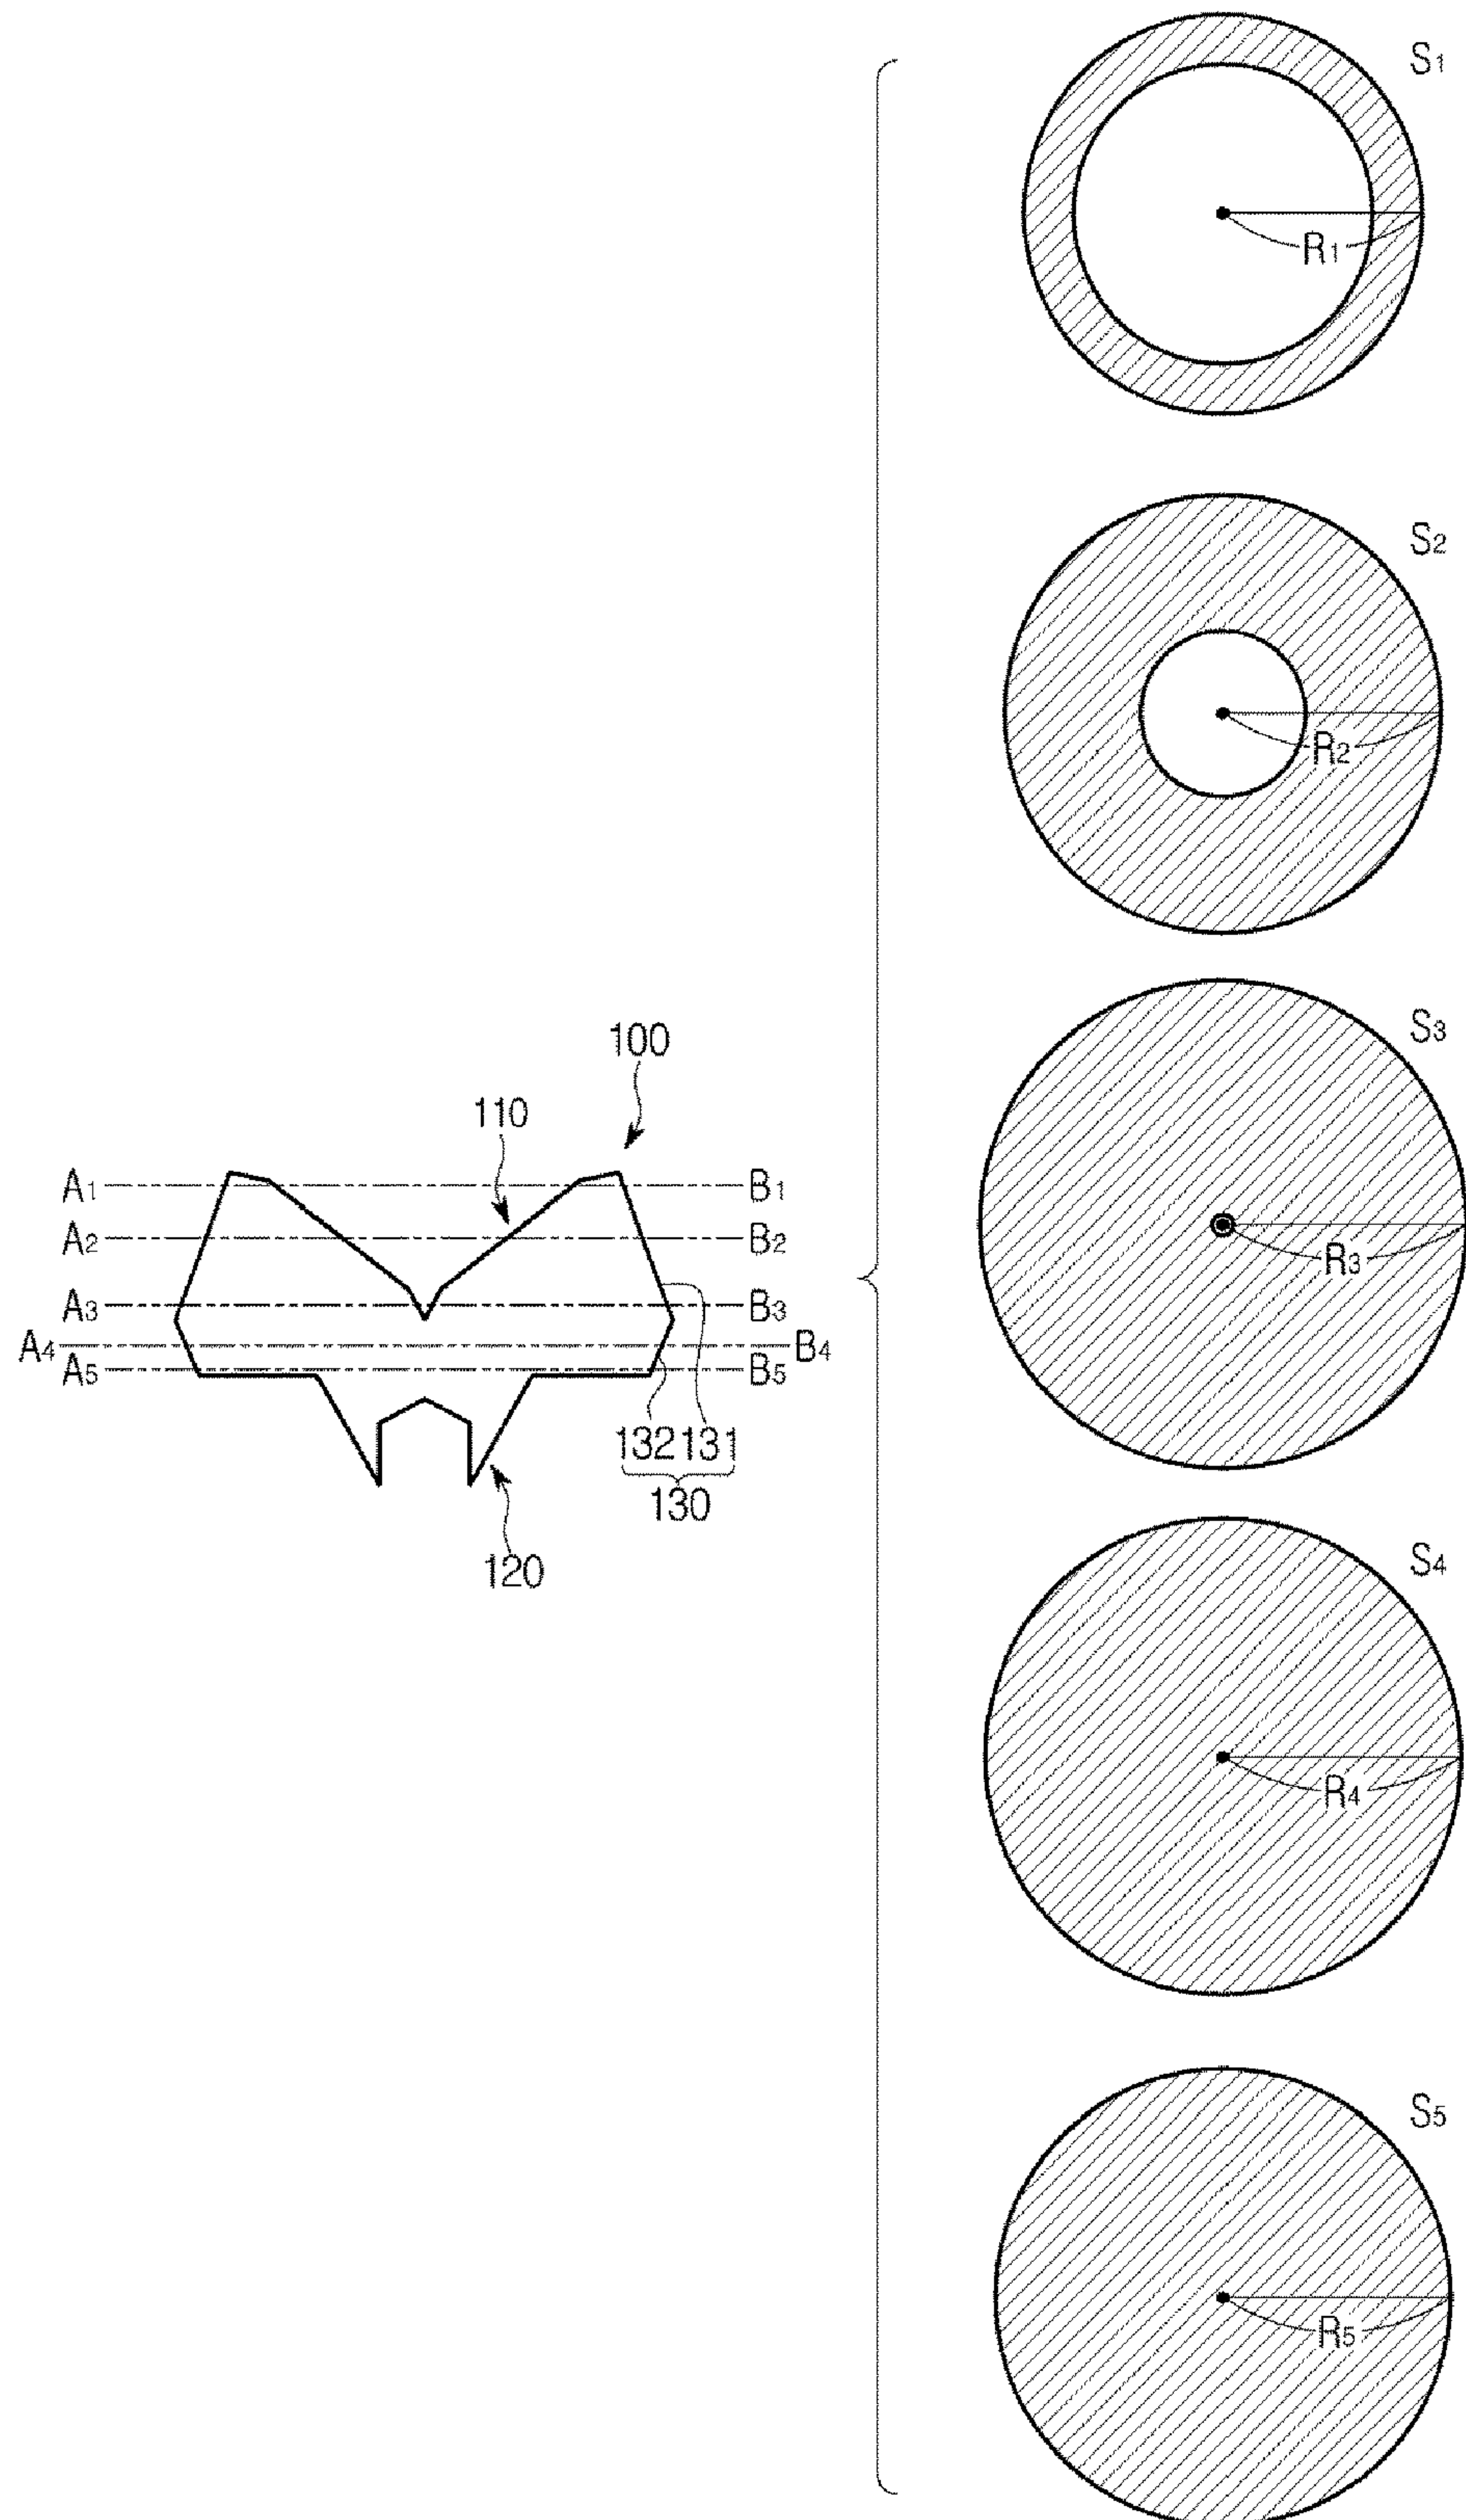 S1
R1
S2
R2
S3
R3
S4
R4
S5
R5
100
110
A1 B1
A2 B2
A3 B3
A4 B4
A5 B5
132 131
130
120